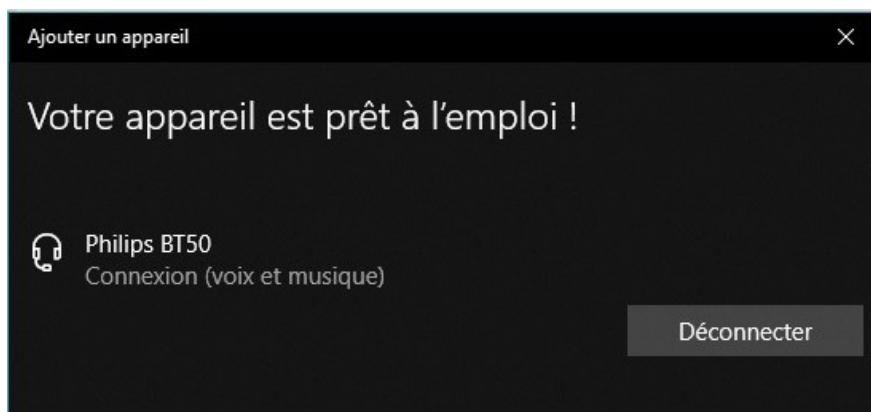 Ajouter un appareil
Votre appareil est prêt à l’emploi !
Philips BT50
Connexion (voix et musique)
Déconnecter